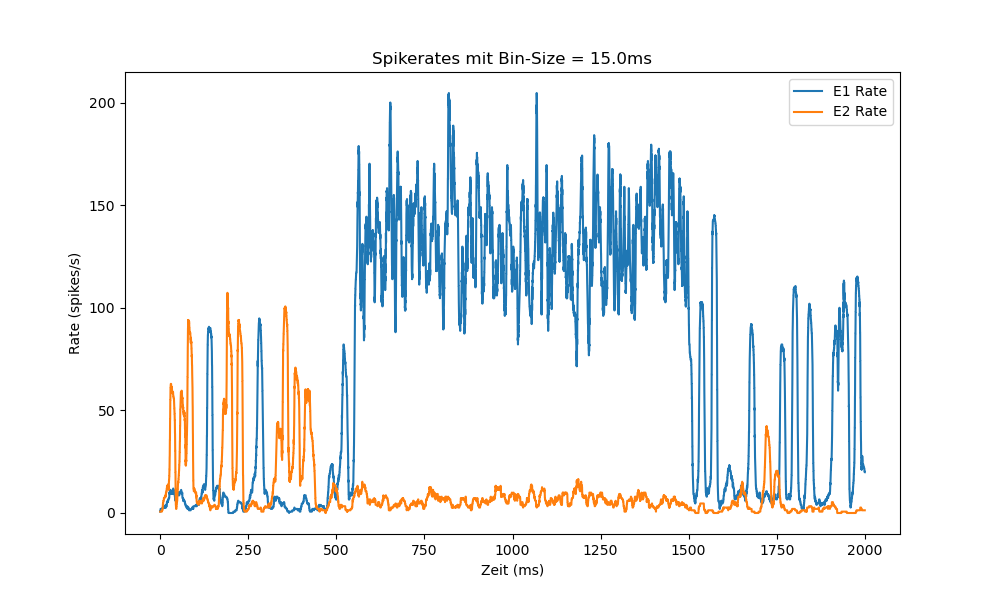 Spikerates mit Bin-Size = 15.0ms
E1 Rate
E2 Rate
200
150
100
50
0
Rate (spikes/s)
0 250 500 750 1000 1250 1500 1750 2000
Zeit (ms)